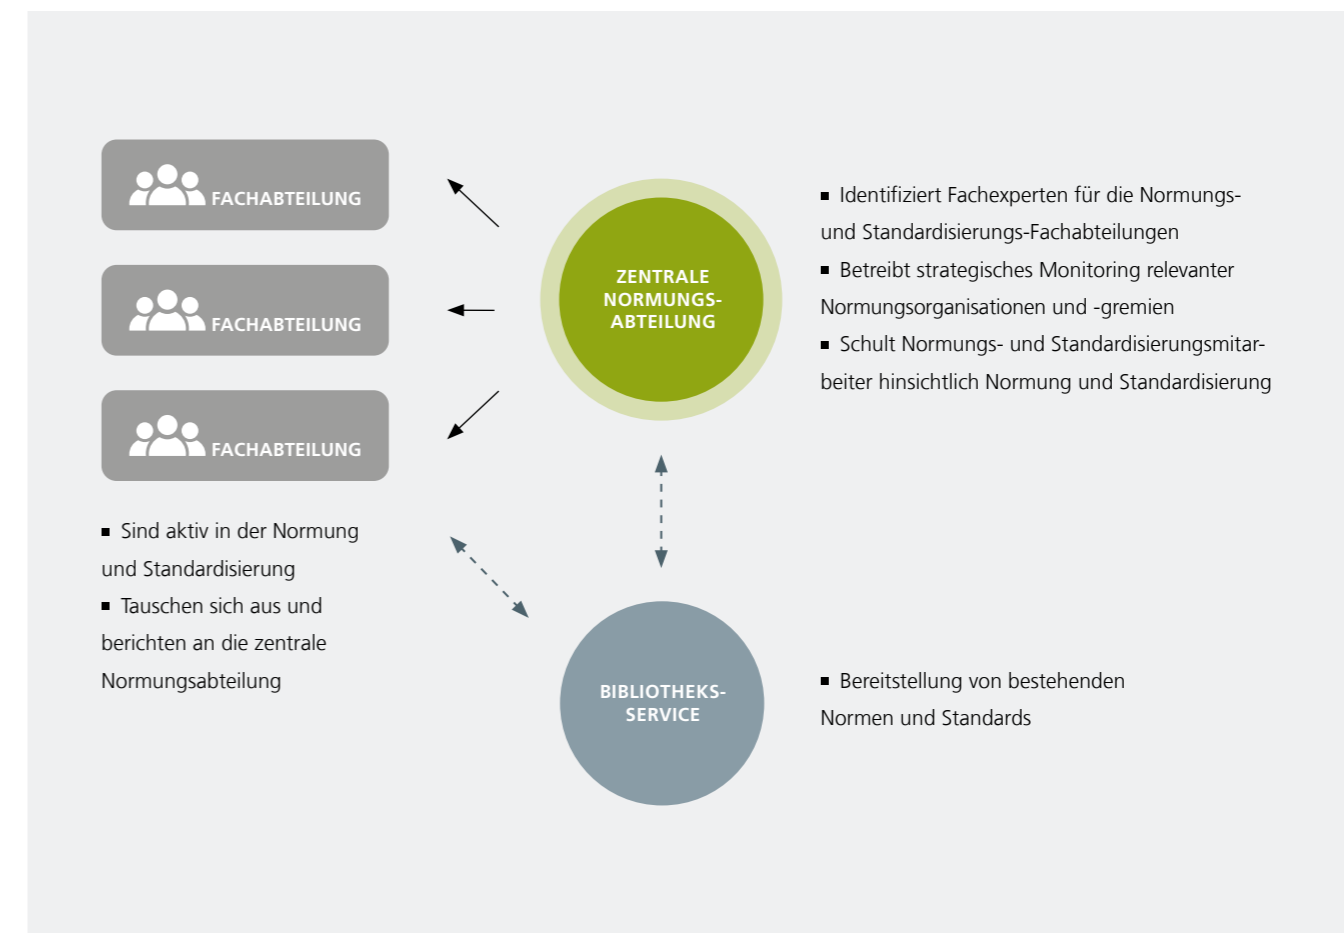 FACHABTEILUNG
FACHABTEILUNG
FACHABTEILUNG
▪ Sind aktiv in der Normung
und Standardisierung
▪ Tauschen sich aus und
berichten an die zentrale
Normungsabteilung
ZENTRALE
NORMUNGS-
ABTEILUNG
▪ Identifiziert Fachexperten für die Normungs-
und Standardisierungs-Fachabteilungen
▪ Betreibt strategisches Monitoring relevanter
Normungsorganisationen und -gremien
▪ Schult Normungs- und Standardisierungsmitar-
beiter hinsichtlich Normung und Standardisierung
BIBLIOTHEKS-
SERVICE
▪ Bereitstellung von bestehenden
Normen und Standards